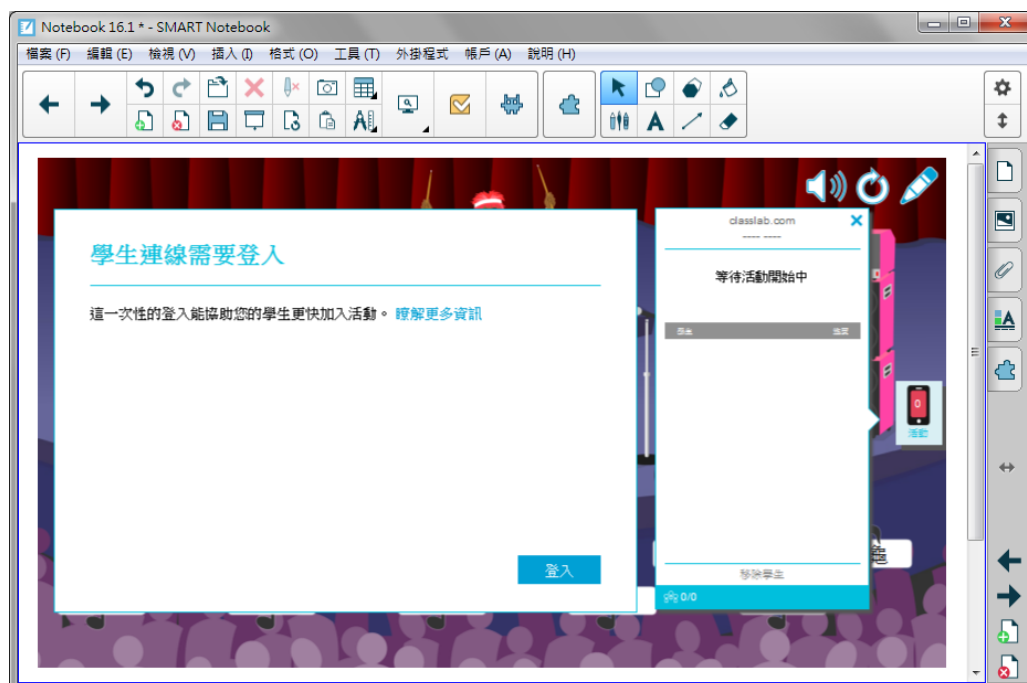 Notebook 16.1 * - SMART Notebook
檔案 (F) 編輯 (E) 檢視 (V) 插入 (I) 格式 (O) 工具 (T) 外掛程式 帳戶 (A) 說明 (H)
學生連線需要登入
這一次性的登入能協助您的學生更快加入活動。 瞭解更多資訊
登入
classlab.com
---- ----
等待活動開始中
學生
移除學生
0/0
0
活動